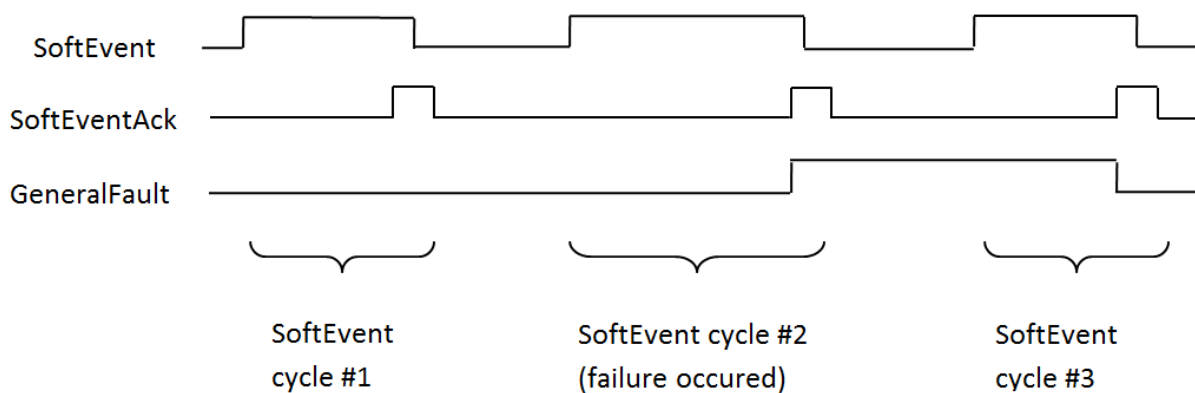 SoftEvent
SoftEventAck
GeneralFault
SoftEvent
cycle #1
SoftEvent cycle #2
(failure occured)
SoftEvent
cycle #3